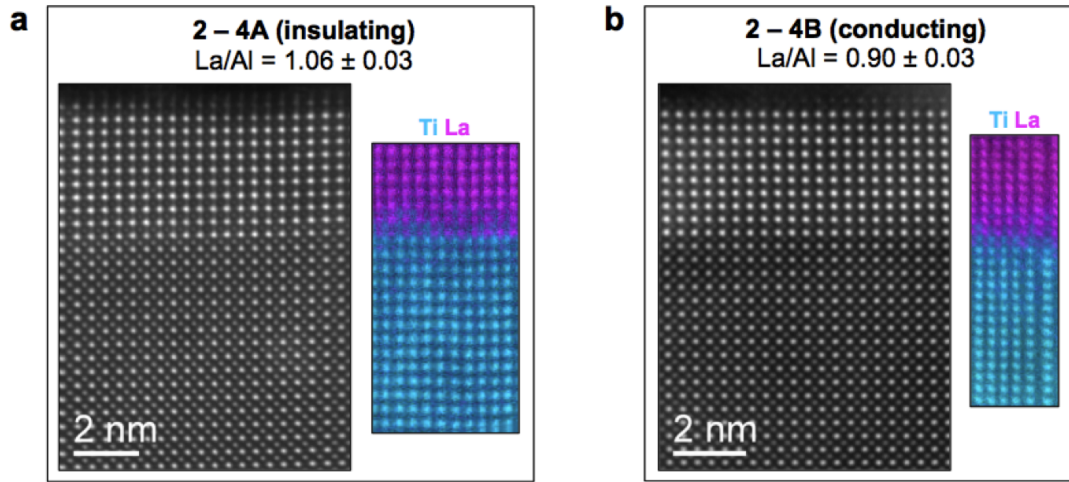 a
2 – 4A (insulating)
La/Al = 1.06 ± 0.03
Ti La
2 nm
b
2 – 4B (conducting)
La/Al = 0.90 ± 0.03
Ti La
2 nm